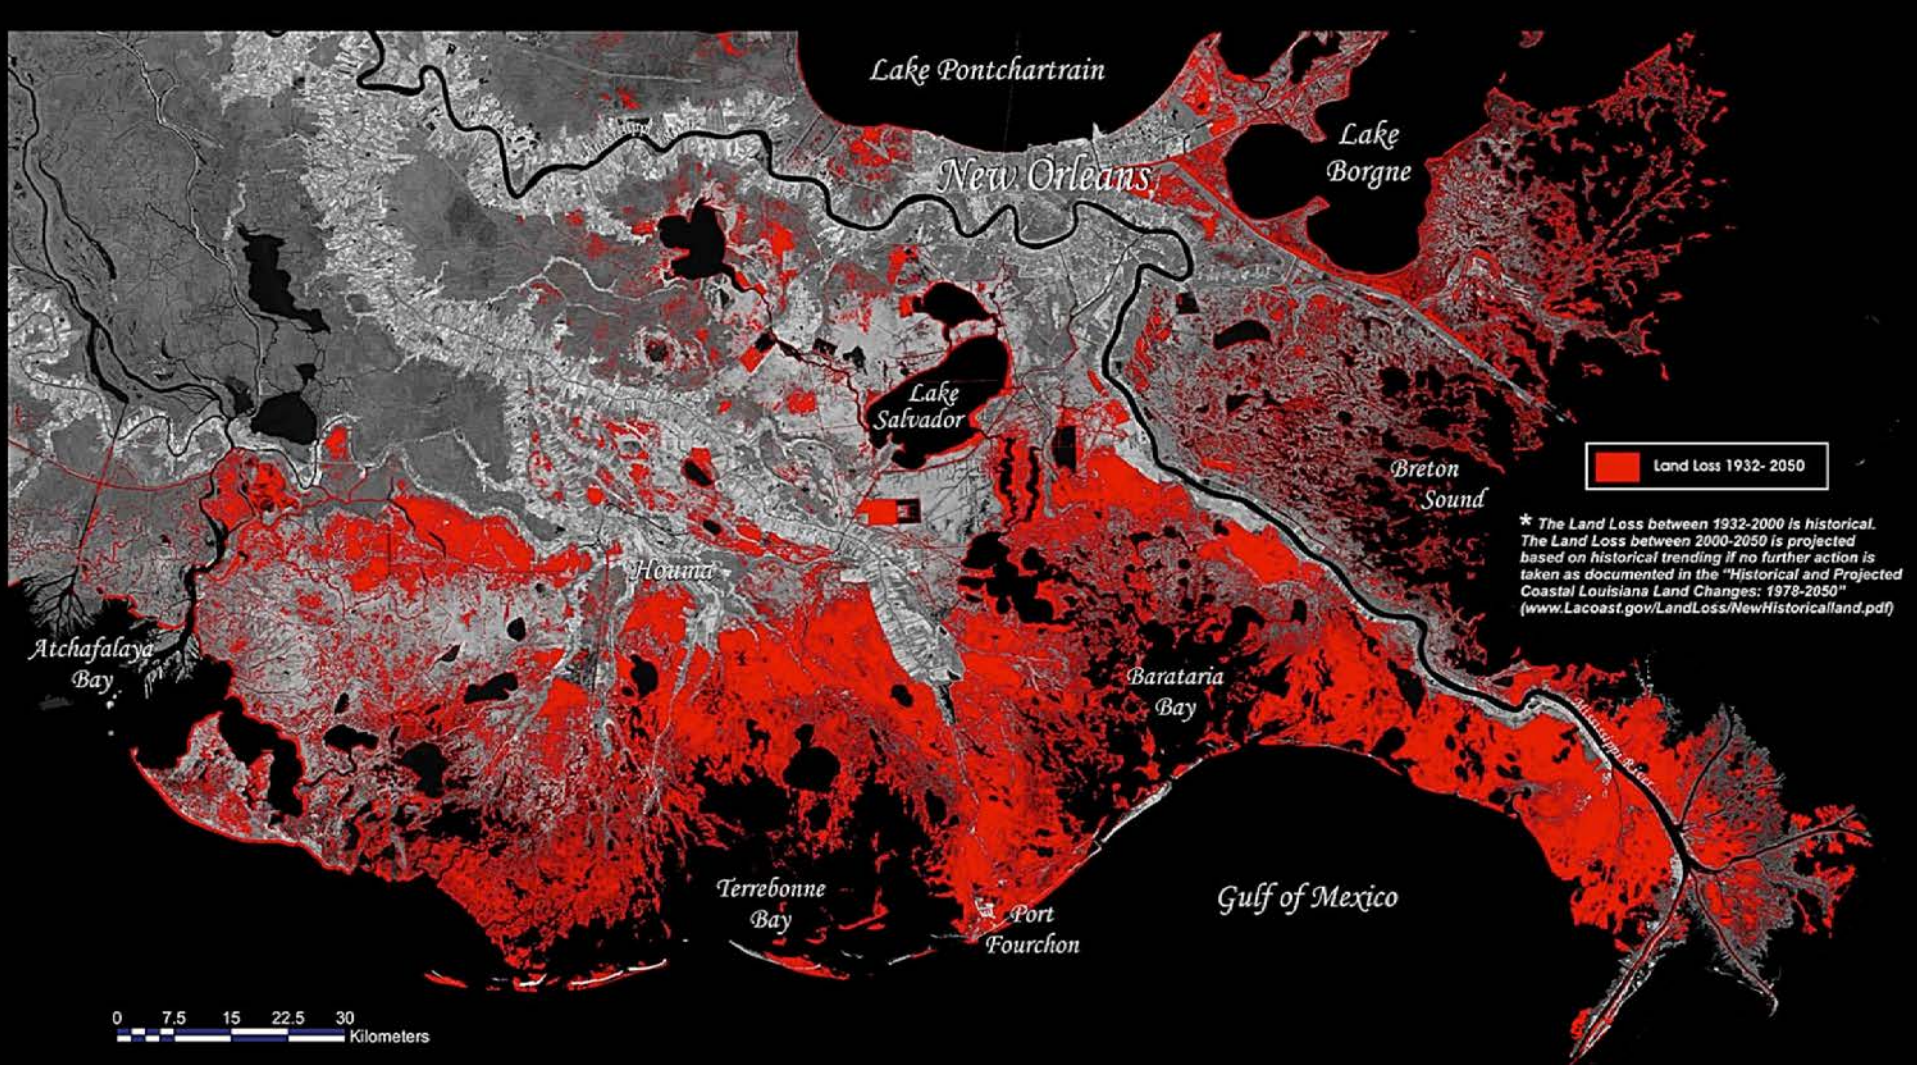 Lake Pontchartrain
Lake
Borgne
New Orleans
Lake
Salvador
Breton
Sound
Land Loss 1932- 2050
* The Land Loss between 1932-2000 is historical.
The Land Loss between 2000-2050 is projected
based on historical trending if no further action is
taken as documented in the "Historical and Projected
Coastal Louisiana Land Changes: 1978-2050"
(www.Lacoast.gov/LandLoss/NewHistoricalland.pdf)
Houma
Atchafalaya
Bay
Barataria
Bay
Mississippi River
Terrebonne
Bay
Port
Fourchon
Gulf of Mexico
0 7.5 15 22.5 30
Kilometers